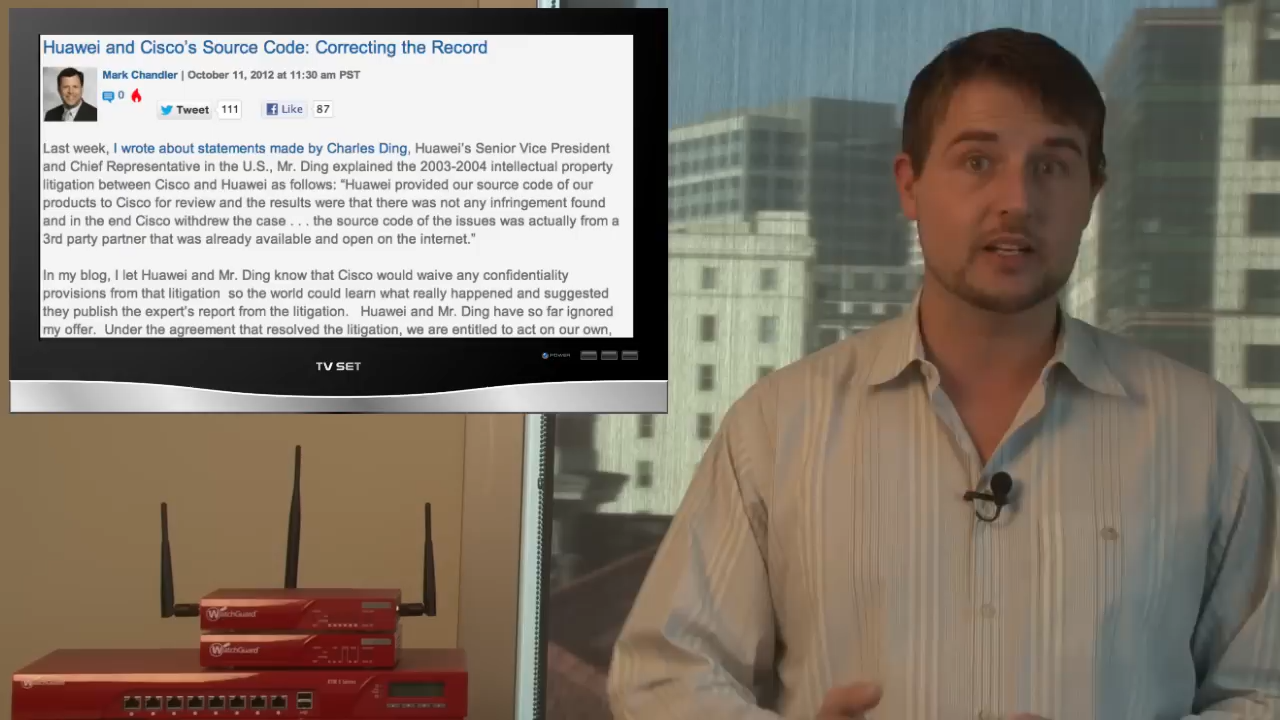 Huawei and Cisco's Source Code: Correcting the Record
Mark Chandler | October 11, 2012 at 11:30 am PST
0
Tweet 111 Like 87
Last week, I wrote about statements made by Charles Ding, Huawei's Senior Vice President
and Chief Representative in the U.S., Mr. Ding explained the 2003-2004 intellectual property
litigation between Cisco and Huawei as follows: "Huawei provided our source code of our
products to Cisco for review and the results were that there was not any infringement found
and in the end Cisco withdrew the case . . . the source code of the issues was actually from a
3rd party partner that was already available and open on the internet."
In my blog, I let Huawei and Mr. Ding know that Cisco would waive any confidentiality
provisions from that litigation so the world could learn what really happened and suggested
they publish the expert's report from the litigation. Huawei and Mr. Ding have so far ignored
my offer. Under the agreement that resolved the litigation, we are entitled to act on our own,
POWER
TV SET
WatchGuard
WatchGuard
WatchGuard